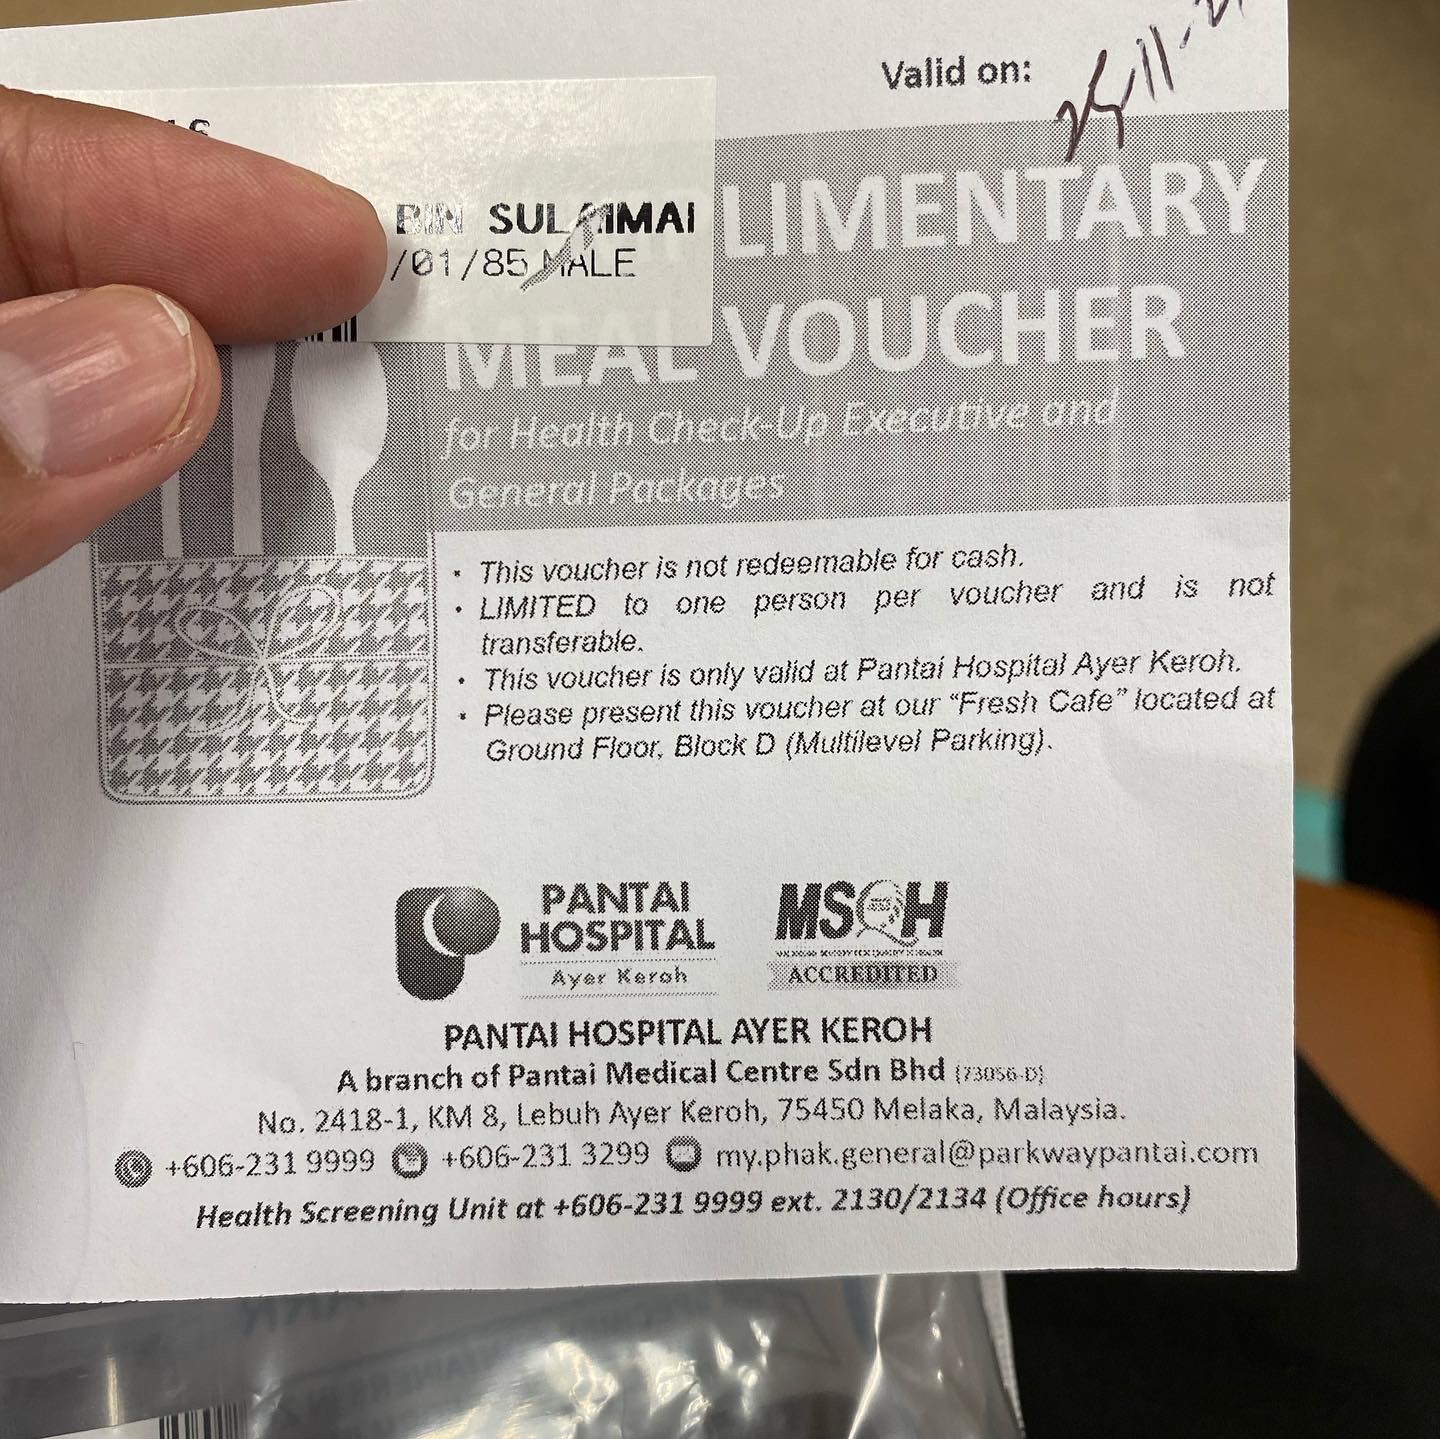 Valid on:
BIN SULAIMAI
/01/85 MALE
LIMENTARY
MEAL VOUCHER
for Health Check-Up Executive and
General Packages
• This voucher is not redeemable for cash.
• LIMITED to one person per voucher and is not
transferable.
• This voucher is only valid at Pantai Hospital Ayer Keroh.
• Please present this voucher at our "Fresh Cafe" located at
Ground Floor, Block D (Multilevel Parking).
PANTAI
HOSPITAL
Ayer Keroh
MSQH
ACCREDITED
PANTAI HOSPITAL AYER KEROH
A branch of Pantai Medical Centre Sdn Bhd (73056-D)
No. 2418-1, KM 8, Lebuh Ayer Keroh, 75450 Melaka, Malaysia.
+606-231 9999 +606-231 3299 my.phak.general@parkwaypantai.com
Health Screening Unit at +606-231 9999 ext. 2130/2134 (Office hours)